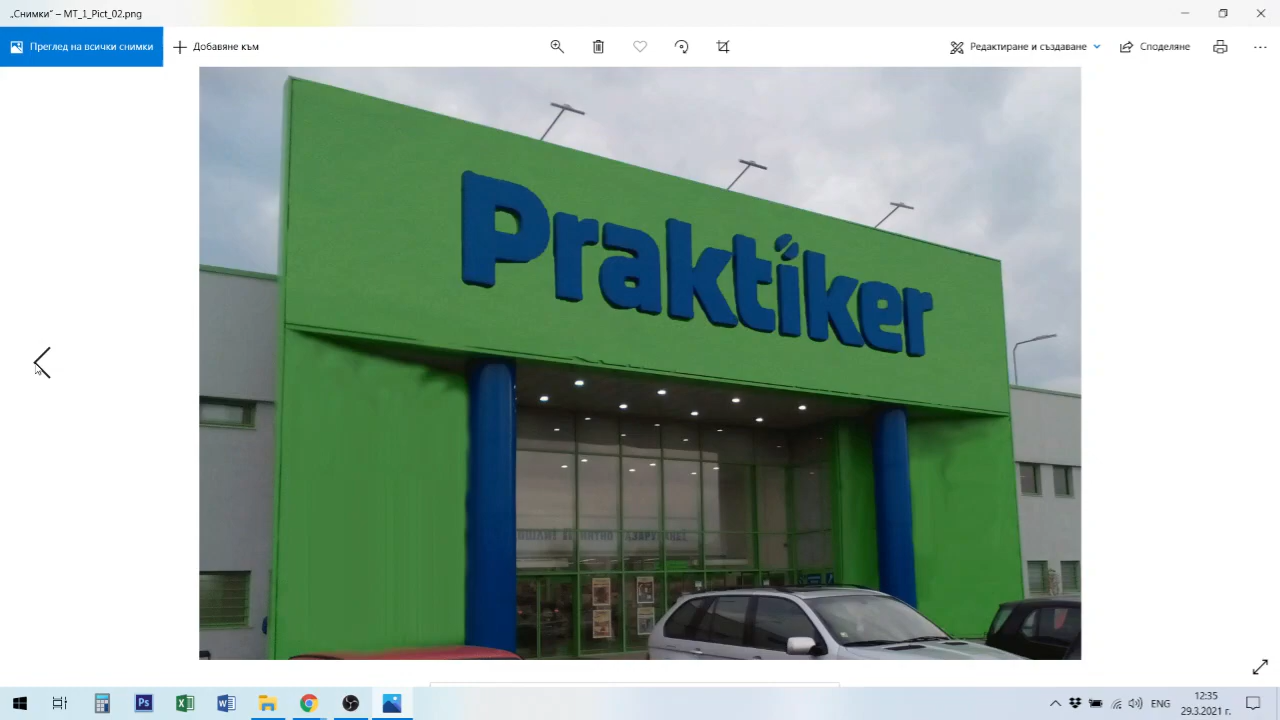 „Снимки“ – MT_1_Pict_02.png
Преглед на всички снимки
Добавяне към
Редактиране и създаване
Споделяне
Praktiker
Ps
12:35
ENG
29.3.2021 г.